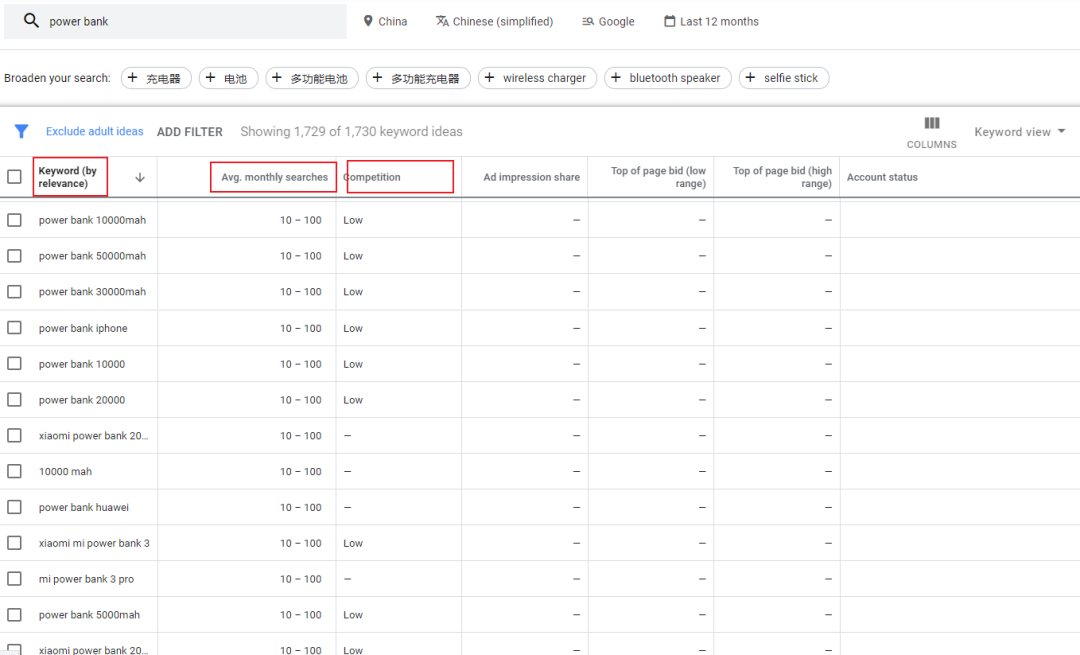 power bank China Chinese (simplified) Google Last 12 months
Broaden your search: + 充电器 + 电池 + 多功能电池 + 多功能充电器 + wireless charger + bluetooth speaker + selfie stick
Exclude adult ideas ADD FILTER Showing 1,729 of 1,730 keyword ideas COLUMNS Keyword view
Keyword (by relevance) Avg. monthly searches Competition Ad impression share Top of page bid (low range) Top of page bid (high range) Account status
power bank 10000mah 10 – 100 Low – – –
power bank 50000mah 10 – 100 Low – – –
power bank 30000mah 10 – 100 Low – – –
power bank iphone 10 – 100 Low – – –
power bank 10000 10 – 100 Low – – –
power bank 20000 10 – 100 Low – – –
xiaomi power bank 20... 10 – 100 – – – –
10000 mah 10 – 100 – – – –
power bank huawei 10 – 100 – – – –
xiaomi mi power bank 3 10 – 100 Low – – –
mi power bank 3 pro 10 – 100 – – – –
power bank 5000mah 10 – 100 Low – – –
xiaomi power bank 20... 10 – 100 Low – – –